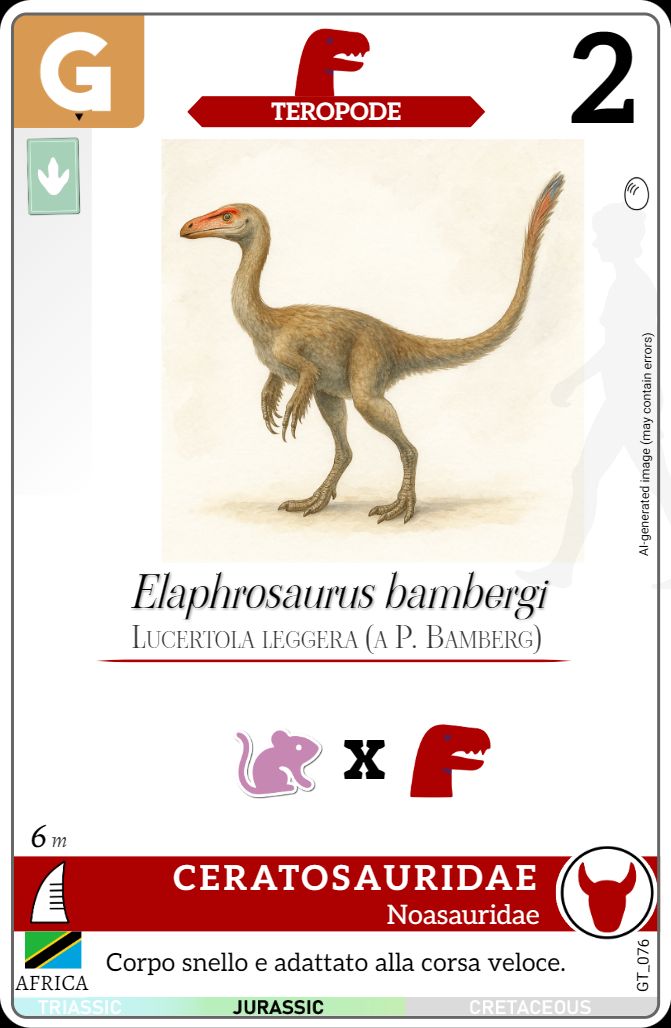 G
TEROPODE
2
AI-generated image (may contain errors)
Elaphrosaurus bambergi
Lucertola leggera (a P. Bamberg)
x
6 m
CERATOSAURIDAE
Noasauridae
AFRICA
Corpo snello e adattato alla corsa veloce.
GT_076
TRIASSIC JURASSIC CRETACEOUS